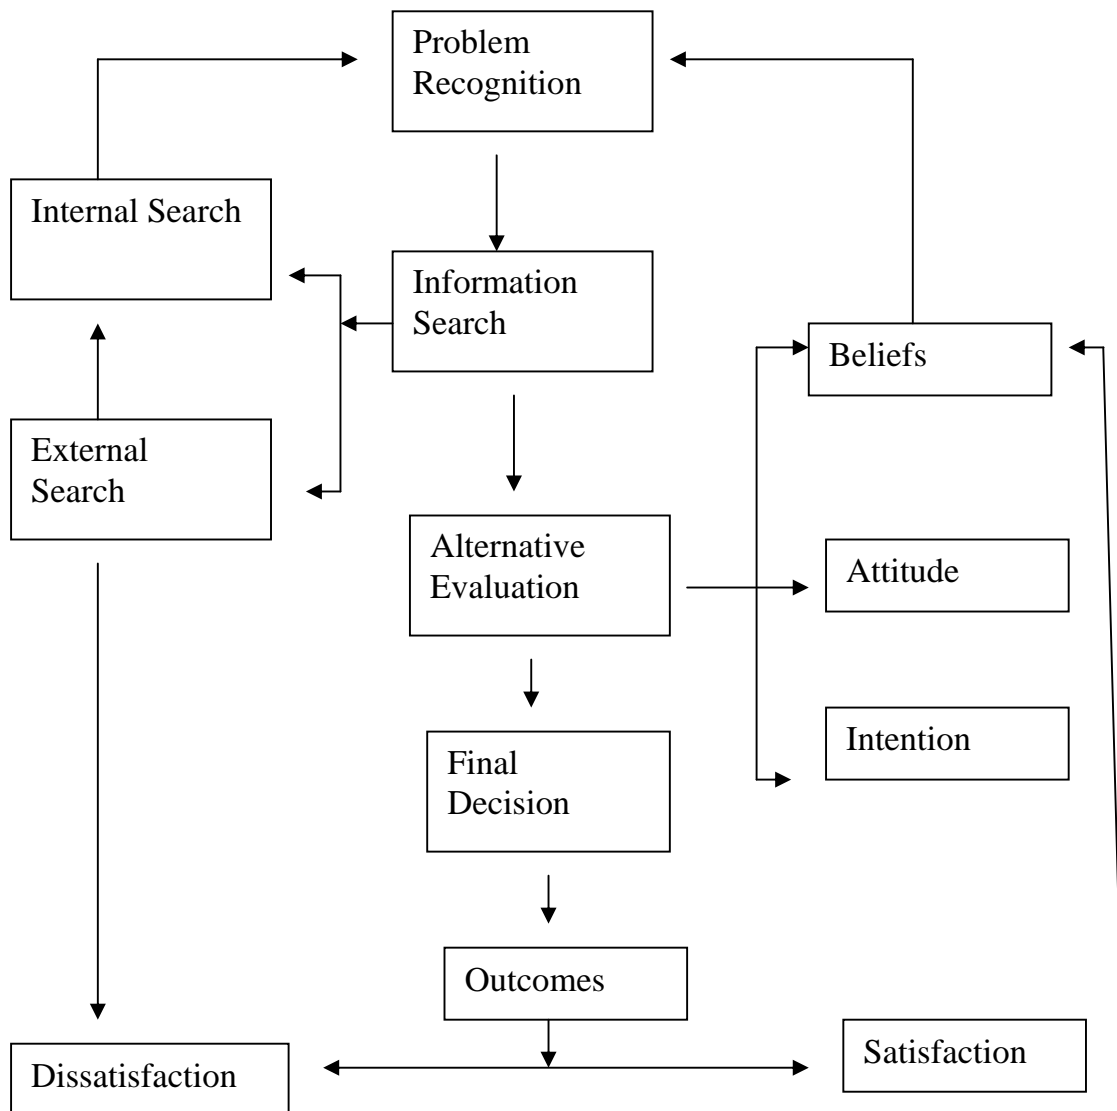 Problem
Recognition
Internal Search
Information
Search
Beliefs
External
Search
Alternative
Evaluation
Attitude
Intention
Final
Decision
Outcomes
Satisfaction
Dissatisfaction